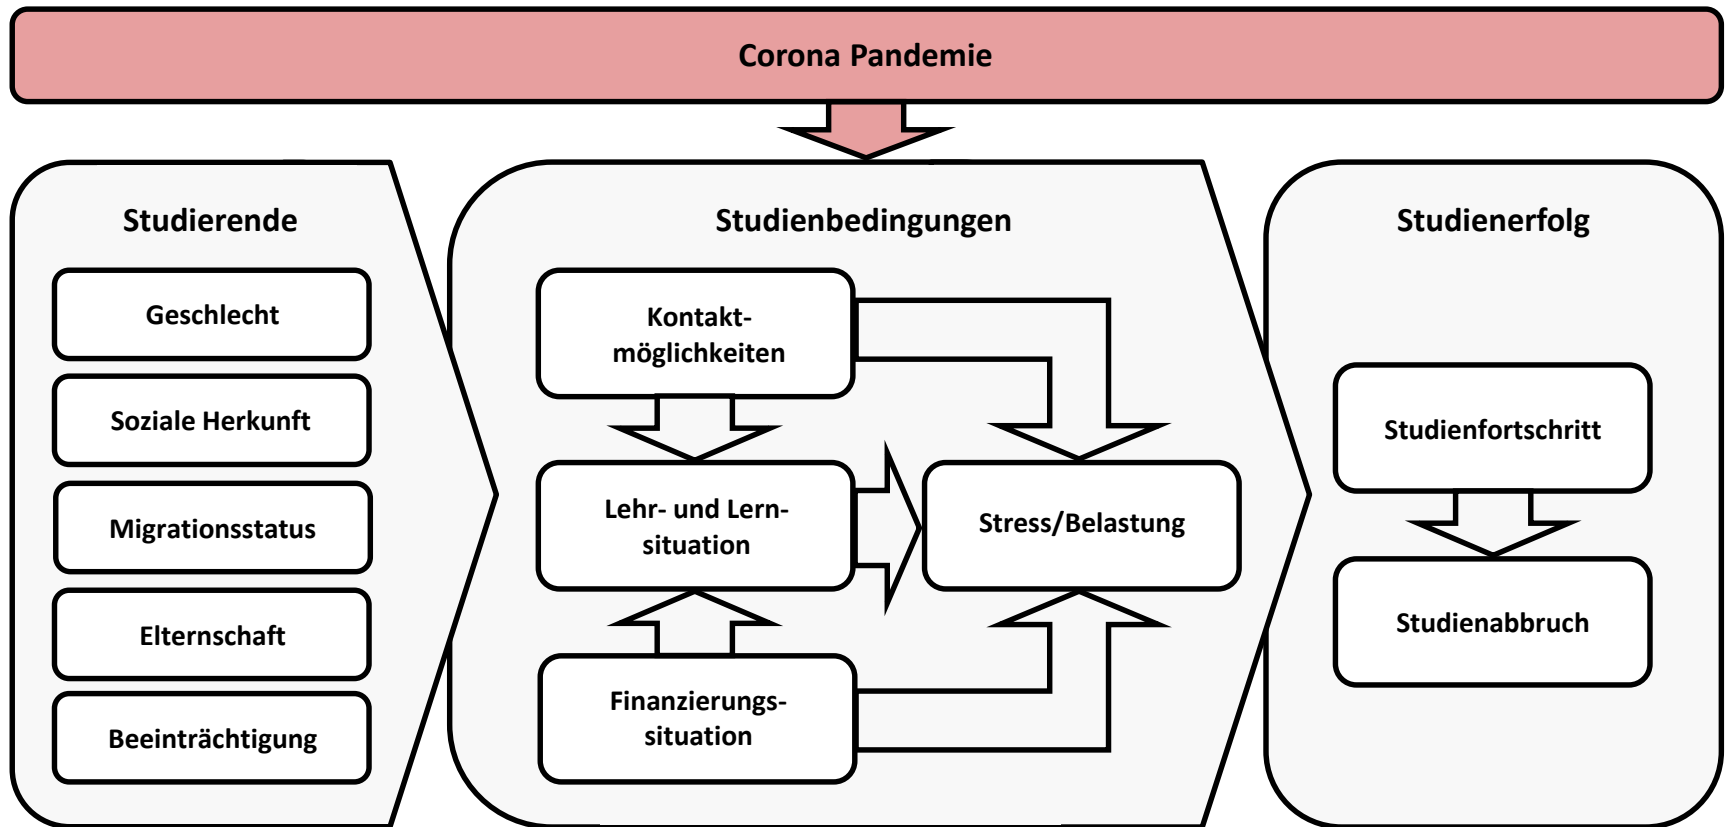 Corona Pandemie
Studierende
Geschlecht
Soziale Herkunft
Migrationsstatus
Elternschaft
Beeinträchtigung
Studienbedingungen
Kontakt-
möglichkeiten
Lehr- und Lern-
situation
Finanzierungs-
situation
Stress/Belastung
Studienerfolg
Studienfortschritt
Studienabbruch